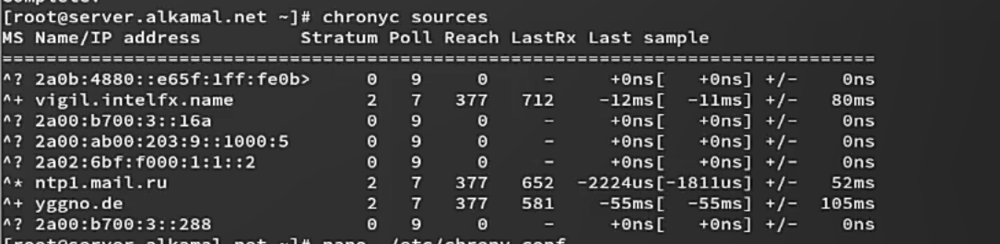 [root@server.alkamal.net ~]# chronyc sources
MS Name/IP address         Stratum Poll Reach LastRx Last sample
===============================================================================
^? 2a0b:4880::e65f:1ff:fe0b>     0   9     0     -     +0ns[   +0ns] +/-    0ns
^+ vigil.intelfx.name            2   7   377   712    -12ms[  -11ms] +/-   80ms
^? 2a00:b700:3::16a              0   9     0     -     +0ns[   +0ns] +/-    0ns
^? 2a00:ab00:203:9::1000:5       0   9     0     -     +0ns[   +0ns] +/-    0ns
^? 2a02:6bf:f000:1:1::2          0   9     0     -     +0ns[   +0ns] +/-    0ns
^* ntp1.mail.ru                  2   7   377   652  -2224us[-1811us] +/-   52ms
^+ yggno.de                      2   7   377   581    -55ms[  -55ms] +/-  105ms
^? 2a00:b700:3::288              0   9     0     -     +0ns[   +0ns] +/-    0ns
[root@server.alkamal.net ~]# nano /etc/chrony.conf